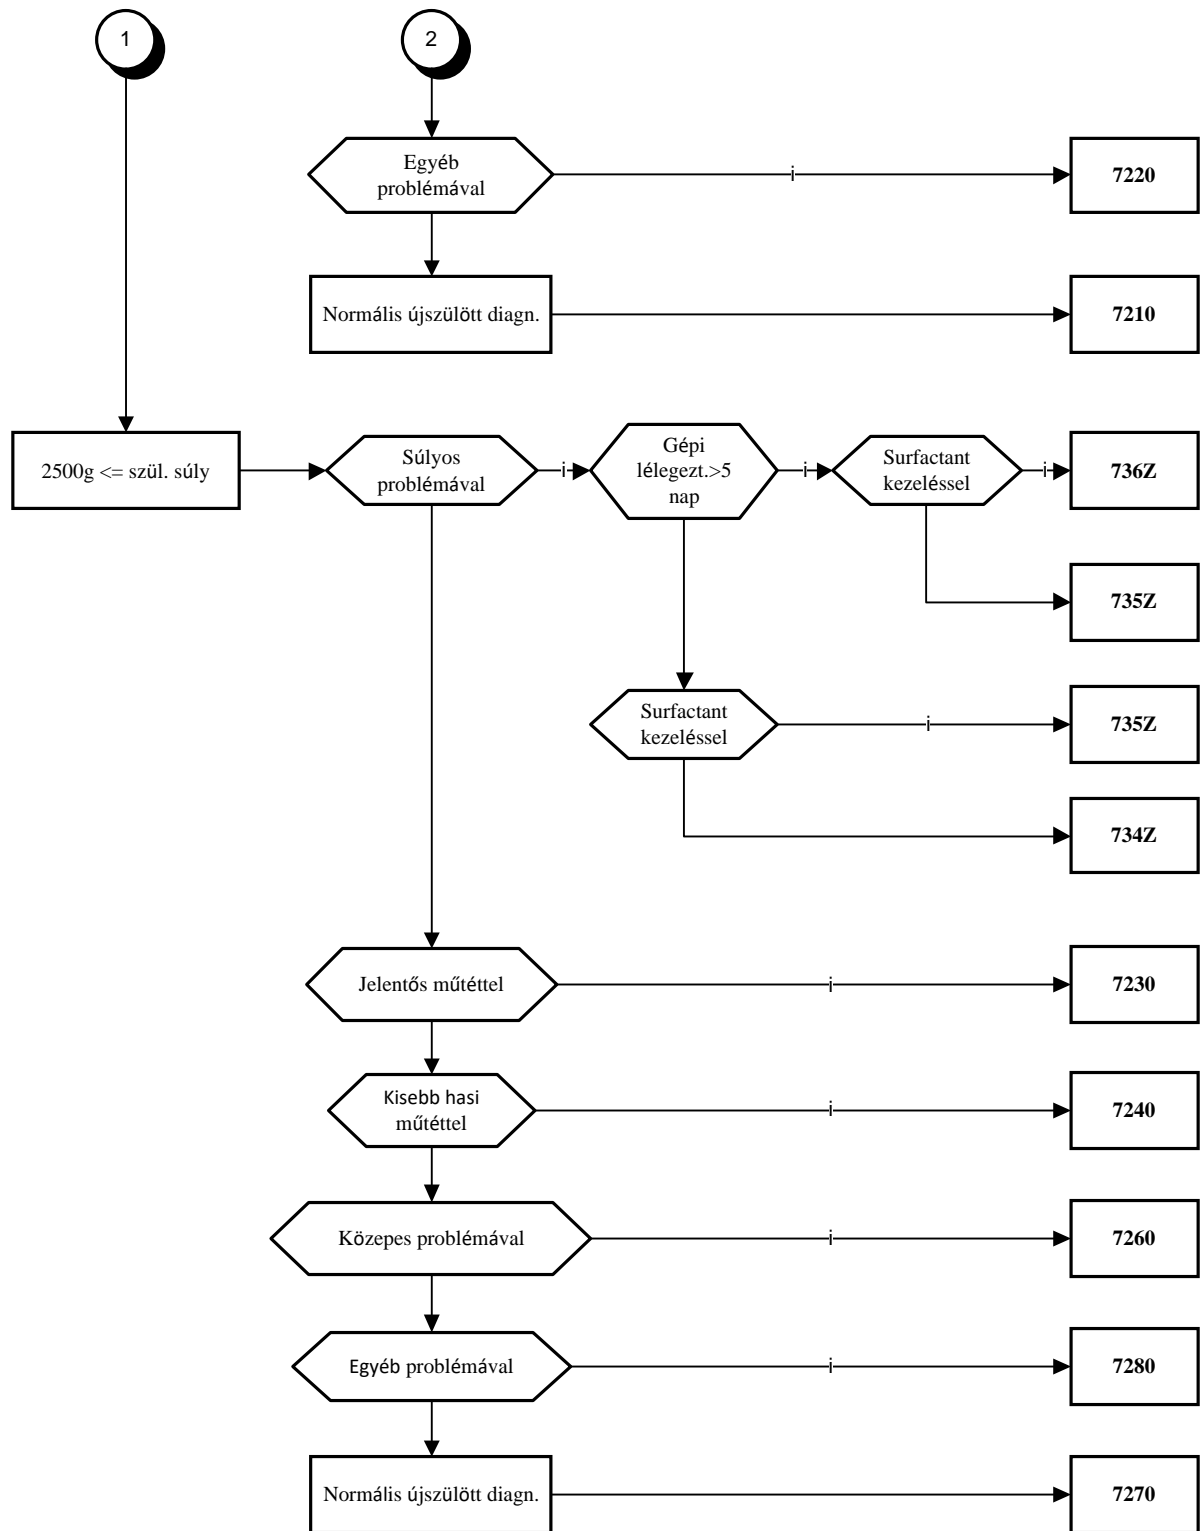 1
2
Egyéb
problémával
i
7220
Normális újszülött diagn.
7210
2500g <= szül. súly
Súlyos
problémával
i
Gépi
lélegezt.>5
nap
i
Surfactant
kezeléssel
i
736Z
735Z
Surfactant
kezeléssel
i
735Z
734Z
Jelentős műtéttel
i
7230
Kisebb hasi
műtéttel
i
7240
Közepes problémával
i
7260
Egyéb problémával
i
7280
Normális újszülött diagn.
7270